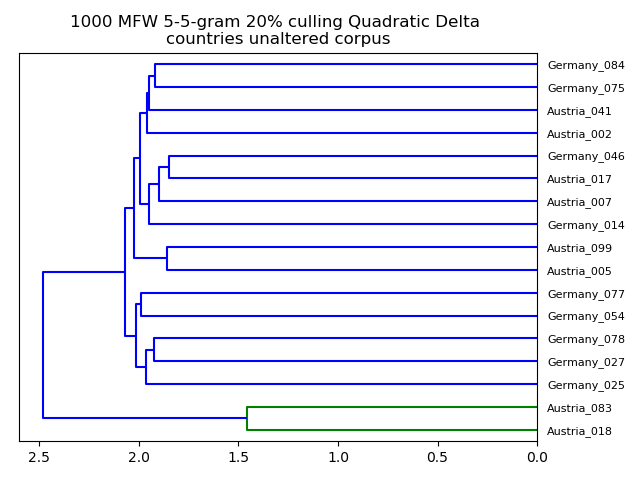 1000 MFW 5-5-gram 20% culling Quadratic Delta
countries unaltered corpus
Germany_084
Germany_075
Austria_041
Austria_002
Germany_046
Austria_017
Austria_007
Germany_014
Austria_099
Austria_005
Germany_077
Germany_054
Germany_078
Germany_027
Germany_025
Austria_083
Austria_018
2.5 2.0 1.5 1.0 0.5 0.0